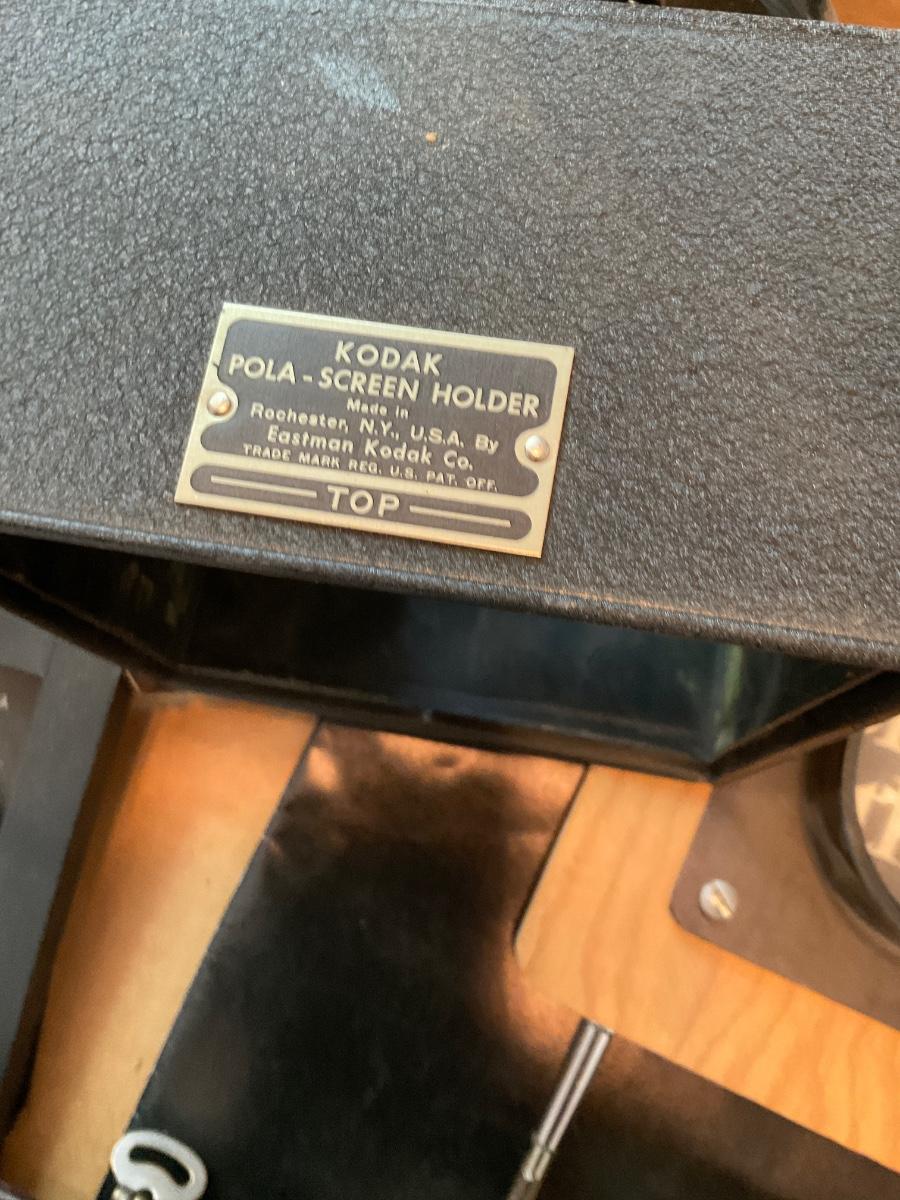 KODAK
POLA-SCREEN HOLDER
Made in
Rochester, N.Y., U.S.A. By
Eastman Kodak Co.
TRADE MARK REG. U.S. PAT. OFF.
TOP